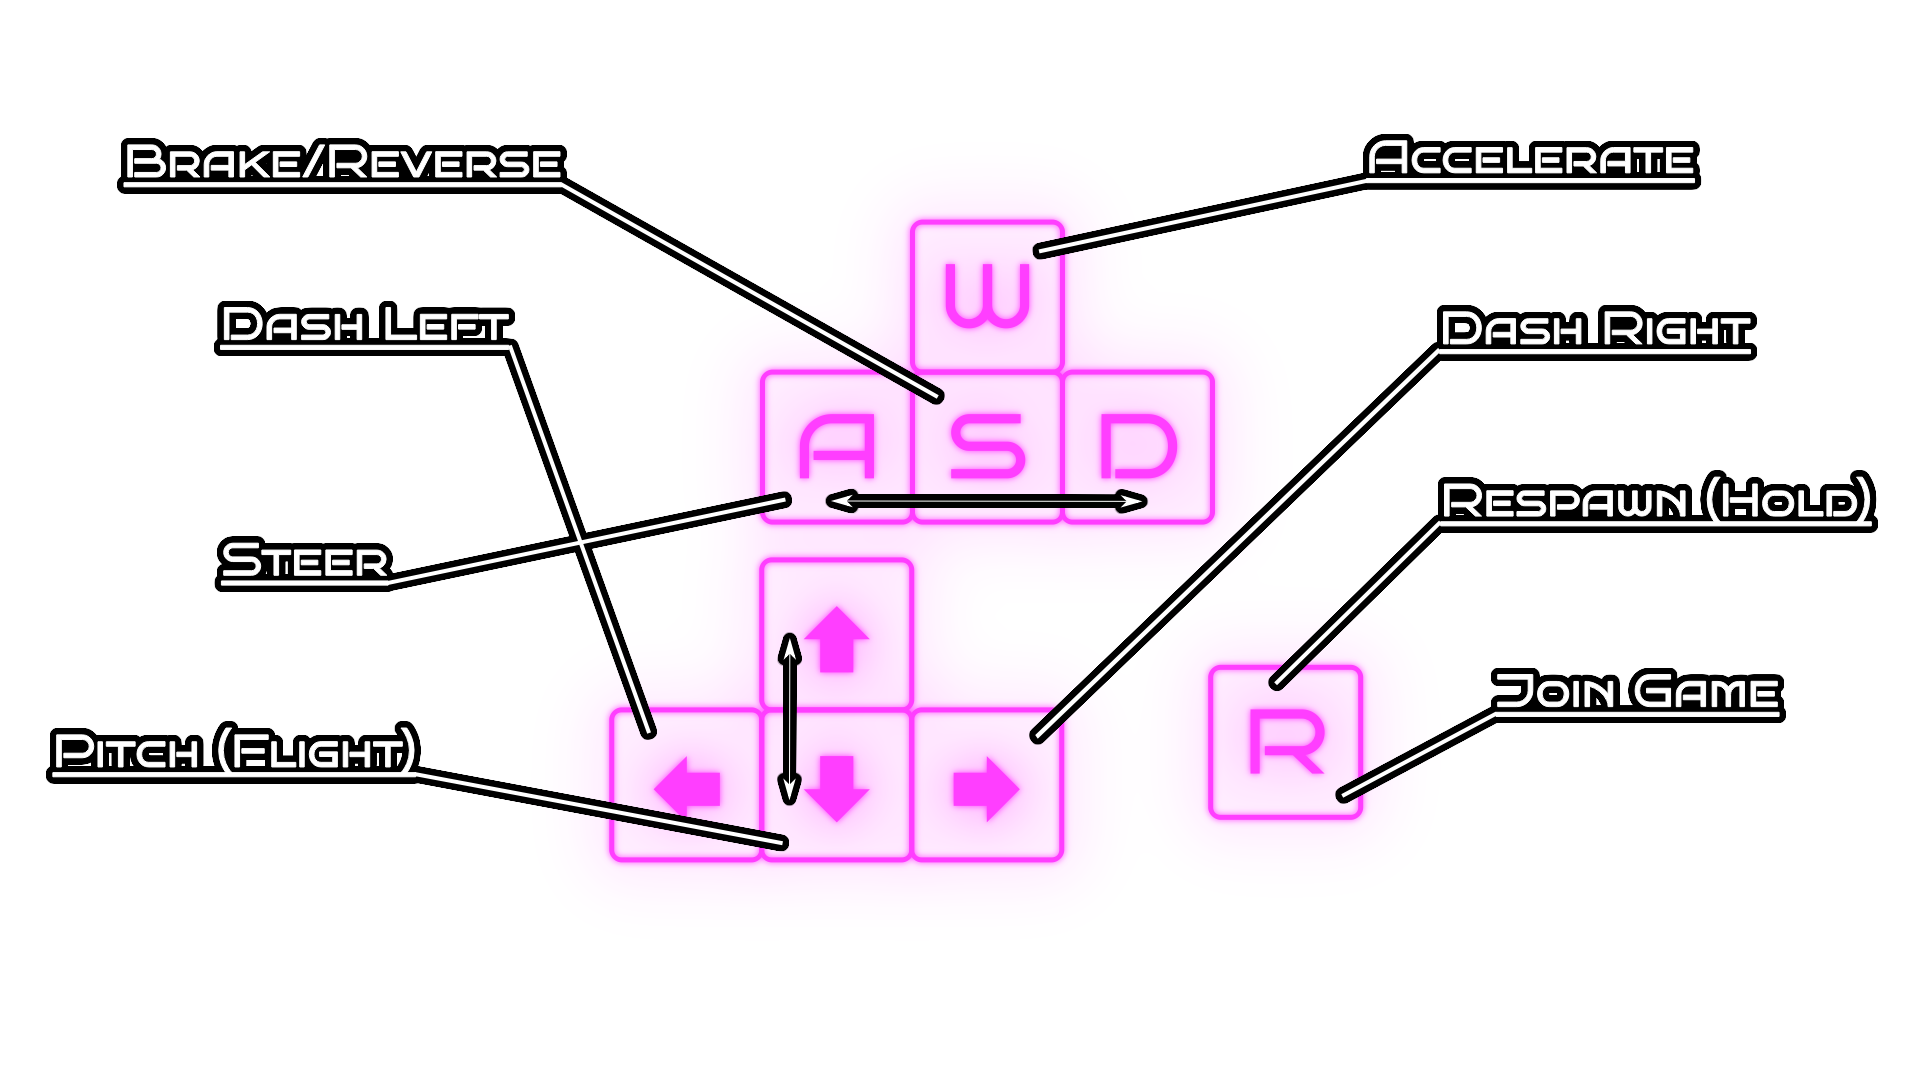 Brake/Reverse
Accelerate
W
Dash Left
Dash Right
A S D
Respawn (Hold)
Steer
Join Game
R
Pitch (Flight)